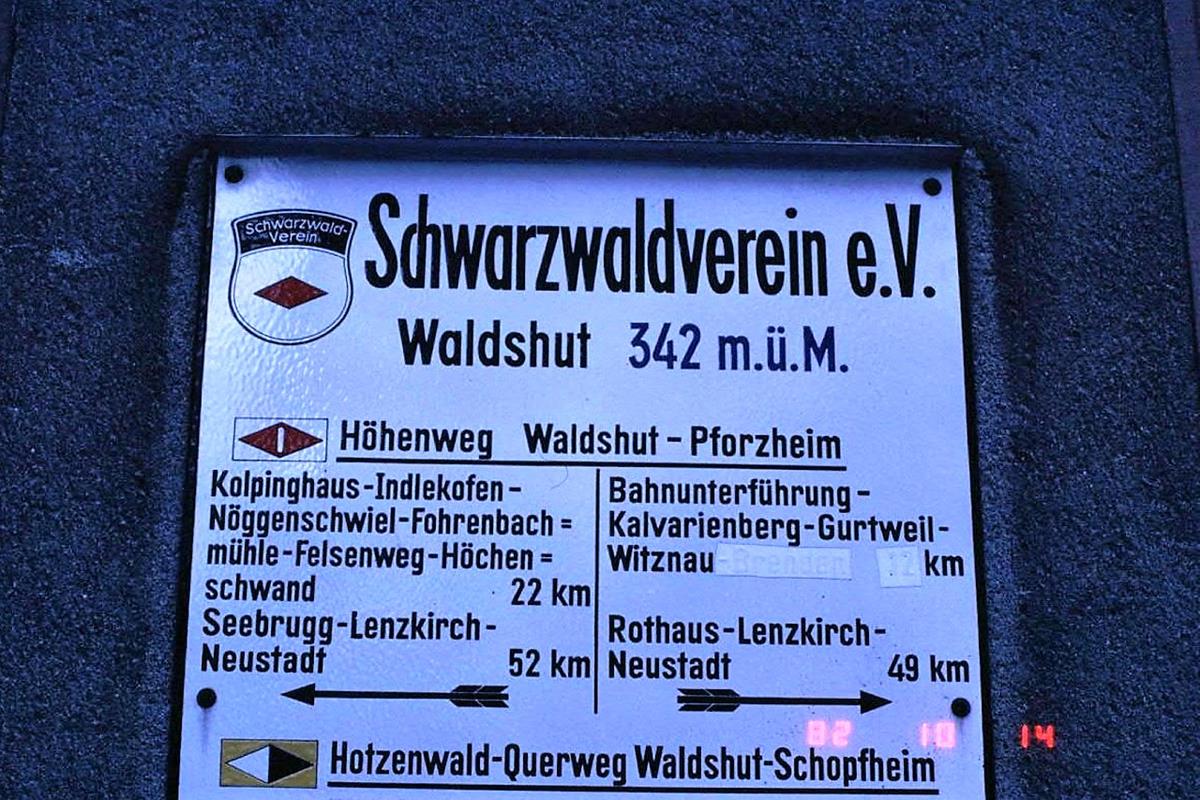 Schwarzwald-
Verein
Schwarzwaldverein e.V.
Waldshut 342 m.ü.M.
Höhenweg Waldshut - Pforzheim
Kolpinghaus-Indlekofen-
Nöggenschwiel-Fohrenbach=
mühle-Felsenweg-Höchen=
schwand 22 km
Seebrugg-Lenzkirch-
Neustadt 52 km
Bahnunterführung-
Kalvarienberg-Gurtweil-
Witznau-Brenden 12 km
Rothaus-Lenzkirch-
Neustadt 49 km
82 10 14
Hotzenwald-Querweg Waldshut-Schopfheim